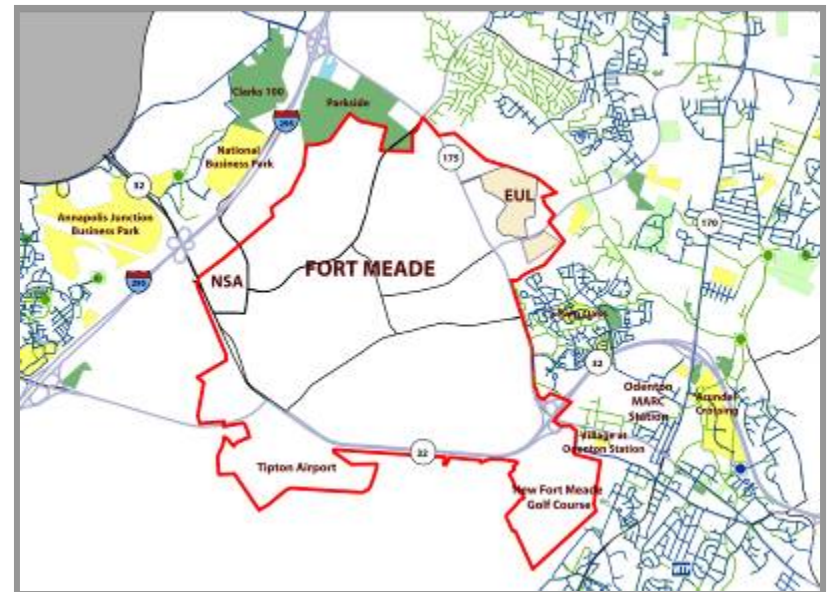 Clerks 100
Parkside
295
National
Business Park
175
32
EUL
Annapolis Junction
Business Park
170
295
NSA
FORT MEADE
32
Odenton
MARC
Station
Arundel
Crossing
Village at
Odenton Station
32
Tipton Airport
New Fort Meade
Golf Course